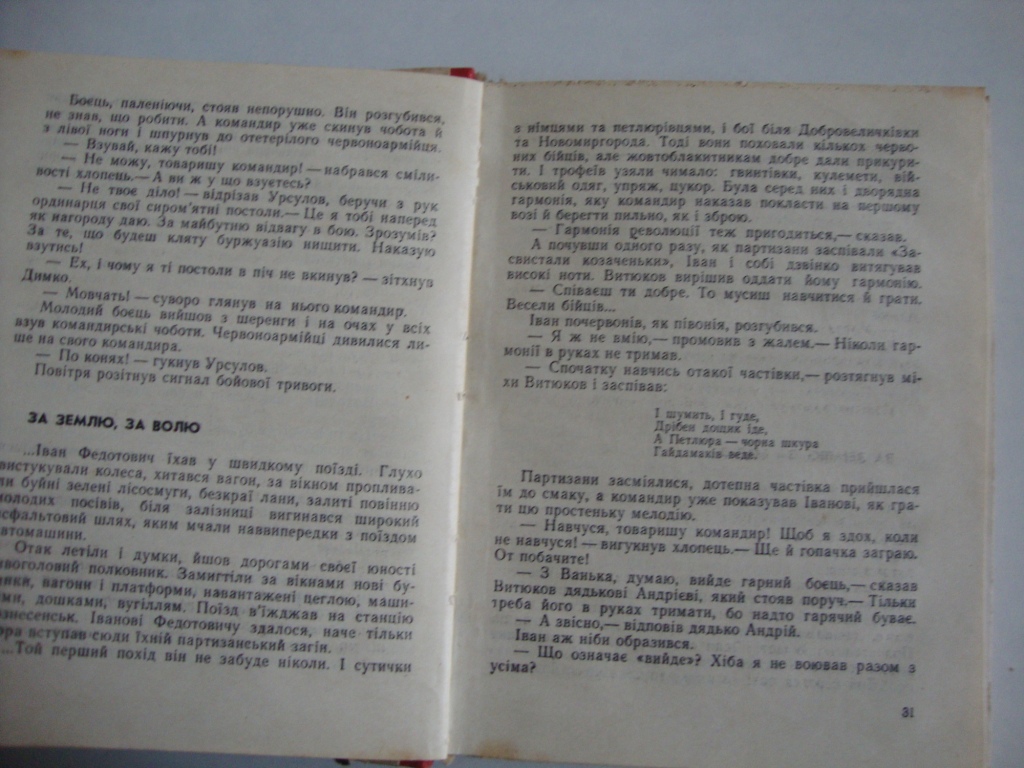 Боєць, паленіючи, стояв непорушно. Він розгубився,
не знав, що робити. А командир уже скинув чобота й
з лівої ноги і шпурнув до отетерілого червоноармійця.
— Взувай, кажу тобі!
— Не можу, товаришу командир! — набрався сміли-
вості хлопець.— А ви ж у що взуєтесь?
— Не твоє діло! — відрізав Урсулов, беручи з рук
ординарця свої сиром'ятні постоли.— Це я тобі наперед
як нагороду даю. За майбутню відвагу в бою. Зрозумів?
За те, що будеш кляту буржуазію нищити. Наказую
взутись!
— Ех, і чому я ті постоли в піч не вкинув? — зітхнув
Димко.
— Мовчать! — суворо глянув на нього командир.
Молодий боєць вийшов з шеренги і на очах у всіх
взув командирські чоботи. Червоноармійці дивилися ли-
ше на свого командира.
— По конях! — гукнув Урсулов.
Повітря розітнув сигнал бойової тривоги.
ЗА ЗЕМЛЮ, ЗА ВОЛЮ
...Іван Федотович їхав у швидкому поїзді. Глухо
вистукували колеса, хитався вагон, за вікном проплива-
ли буйні зелені лісосмуги, безкраї лани, залиті повінню
молодих посівів, біля залізниці вигинався широкий
асфальтовий шлях, яким мчали наввипередки з поїздом
автомашини.
Отак летіли і думки, йшов дорогами своєї юності
сивоголовий полковник. Замигтіли за вікнами нові бу-
динки, вагони і платформи, навантажені цеглою, маши-
нами, дошками, вугіллям. Поїзд в'їжджав на станцію
Вознесенськ. Іванові Федотовичу здалося, наче тільки
вчора вступав сюди їхній партизанський загін.
...Той перший похід він не забуде ніколи. І сутички
з німцями та петлюрівцями, і бої біля Добровеличківки
та Новомиргорода. Тоді вони поховали кількох черво-
них бійців, але жовтоблакитникам добре дали прикури-
ти. І трофеїв узяли чимало: гвинтівки, кулемети, вій-
ськовий одяг, упряж, цукор. Була серед них і дворядна
гармонія, яку командир наказав покласти на першому
возі й берегти пильно, як і зброю.
— Гармонія революції теж пригодиться,— сказав.
А почувши одного разу, як партизани заспівали «За-
свистали козаченьки», Іван і собі дзвінко витягував
високі ноти. Витюков вирішив оддати йому гармонію.
— Співаєш ти добре. То мусиш навчитися й грати.
Весели бійців...
Іван почервонів, як півонія, розгубився.
— Я ж не вмію,— промовив з жалем.— Ніколи гар-
монії в руках не тримав.
— Спочатку навчись отакої частівки,— розтягнув мі-
хи Витюков і заспівав:
І шумить, і гуде,
Дрібен дощик іде,
А Петлюра — чорна шкура
Гайдамаків веде.
Партизани засміялися, дотепна частівка прийшлася
їм до смаку, а командир уже показував Іванові, як гра-
ти цю простеньку мелодію.
— Навчуся, товаришу командир! Щоб я здох, коли
не навчуся! — вигукнув хлопець.— Ще й гопачка заграю.
От побачите!
— З Ванька, думаю, вийде гарний боєць,— сказав
Витюков дядькові Андрієві, який стояв поруч.— Тільки
треба його в руках тримати, бо надто гарячий буває.
— А звісно,— відповів дядько Андрій.
Іван аж ніби образився.
— Що означає «вийде»? Хіба я не воював разом з
усіма?
31